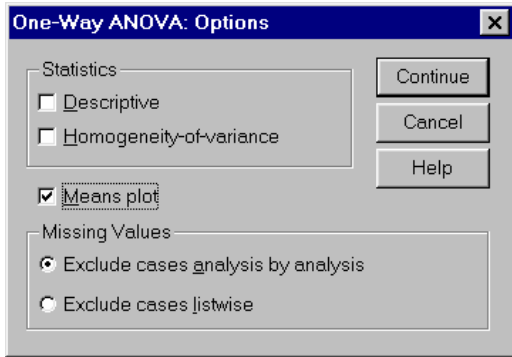 One-Way ANOVA: Options
Statistics
Descriptive
Homogeneity-of-variance
Continue
Cancel
Help
Means plot
Missing Values
Exclude cases analysis by analysis
Exclude cases listwise